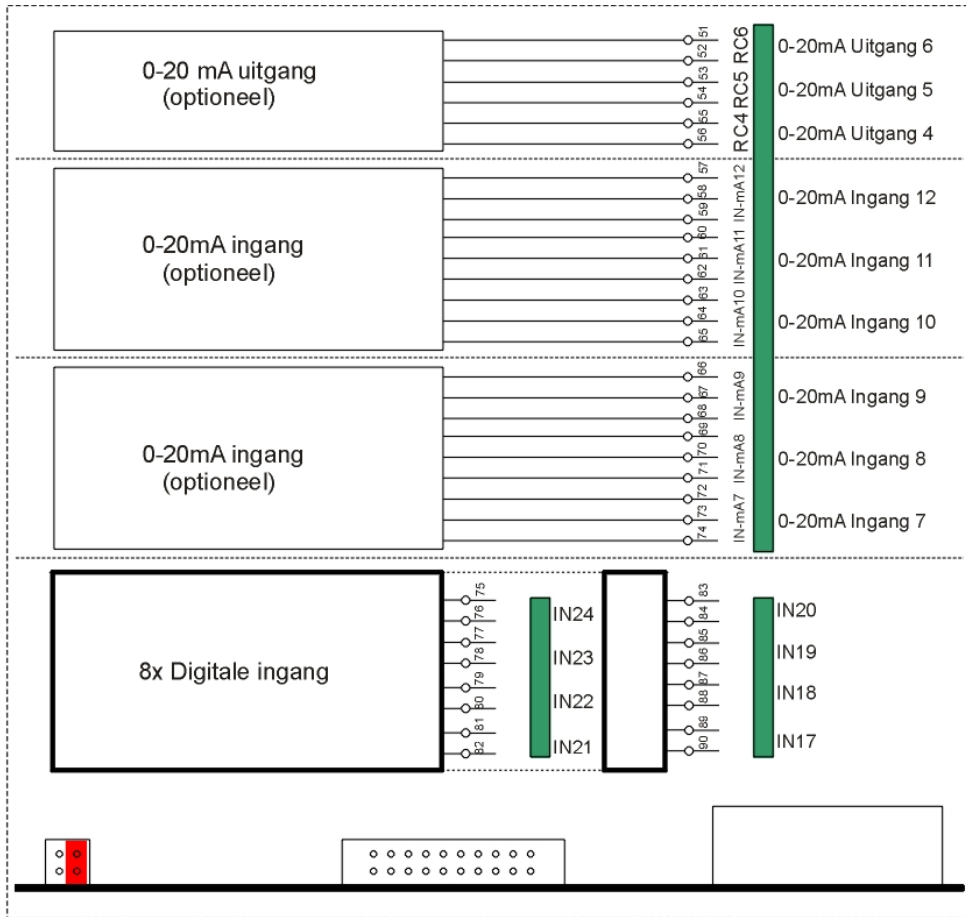 0-20 mA uitgang
(optioneel)
51
52
53
54
55
56
RC6
RC5
RC4
0-20mA Uitgang 6
0-20mA Uitgang 5
0-20mA Uitgang 4
0-20mA ingang
(optioneel)
57
58
59
60
61
62
63
64
65
IN-mA12
IN-mA11
IN-mA10
0-20mA Ingang 12
0-20mA Ingang 11
0-20mA Ingang 10
0-20mA ingang
(optioneel)
66
67
68
69
70
71
72
73
74
IN-mA9
IN-mA8
IN-mA7
0-20mA Ingang 9
0-20mA Ingang 8
0-20mA Ingang 7
8x Digitale ingang
75
76
77
78
79
80
81
82
IN24
IN23
IN22
IN21
83
84
85
86
87
88
89
90
IN20
IN19
IN18
IN17